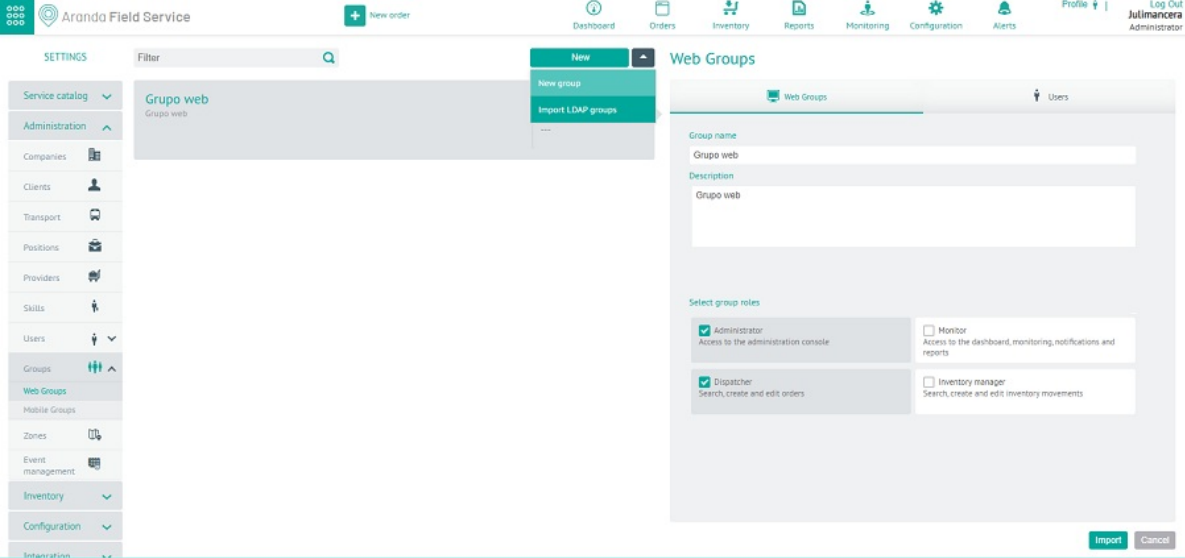 Aranda Field Service
New order
Dashboard
Orders
Inventory
Reports
Monitoring
Configuration
Alerts
Profile |
Log Out
Julimancera
Administrator
SETTINGS
Filter
New
New group
Import LDAP groups
Service catalog
Administration
Companies
Clients
Transport
Positions
Providers
Skills
Users
Groups
Web Groups
Mobile Groups
Zones
Event
management
Inventory
Configuration
Integration
Grupo web
Grupo web
----
Web Groups
Web Groups
Users
Group name
Grupo web
Description
Grupo web
Select group roles
Administrator
Access to the administration console
Monitor
Access to the dashboard, monitoring, notifications and
reports
Dispatcher
Search, create and edit orders
Inventory manager
Search, create and edit inventory movements
Import
Cancel